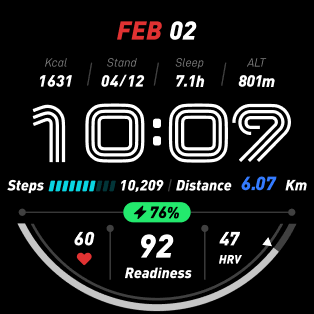 FEB 02
Kcal Stand Sleep ALT
1631 04/12 7.1h 801m
10:09
Steps 10,209 Distance 6.07 Km
76%
60 92 47
Readiness HRV